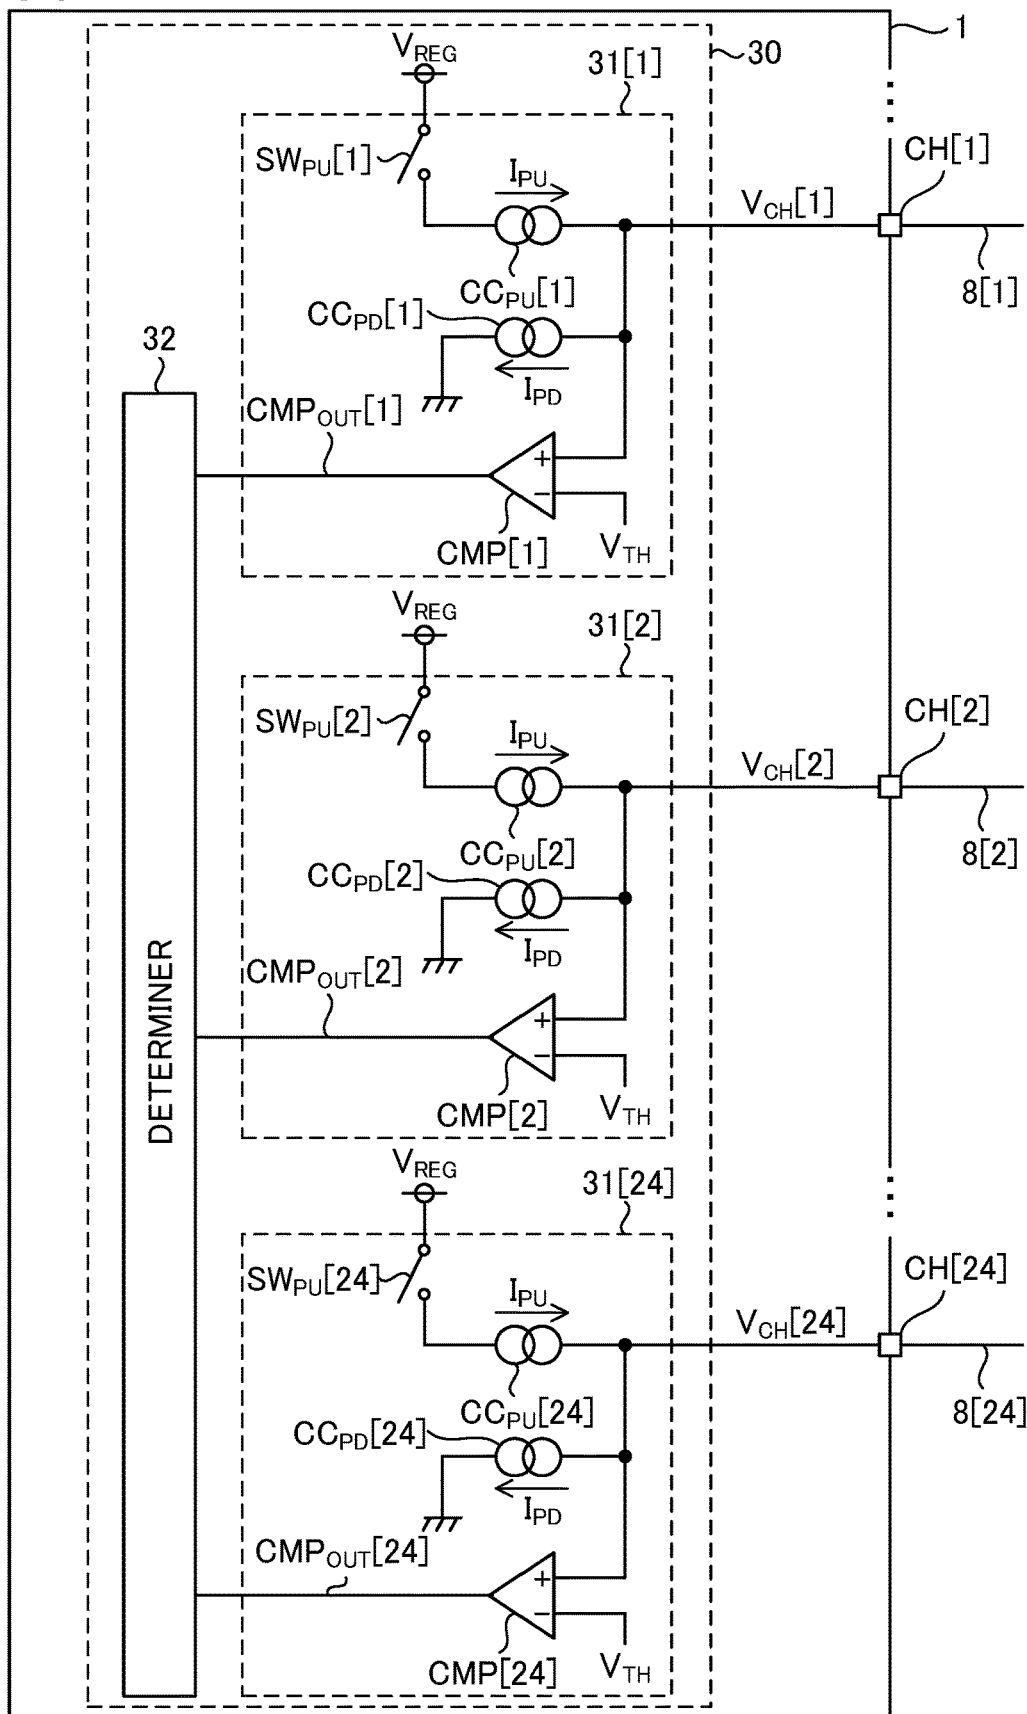 1
V_REG
31[1]
30
SW_PU[1]
I_PU
V_CH[1]
CH[1]
CC_PU[1]
8[1]
CC_PD[1]
I_PD
32
CMP_OUT[1]
+
−
CMP[1]
V_TH
V_REG
31[2]
SW_PU[2]
I_PU
V_CH[2]
CH[2]
CC_PU[2]
8[2]
CC_PD[2]
I_PD
CMP_OUT[2]
+
−
CMP[2]
V_TH
DETERMINER
V_REG
31[24]
SW_PU[24]
I_PU
V_CH[24]
CH[24]
CC_PU[24]
8[24]
CC_PD[24]
I_PD
CMP_OUT[24]
+
−
CMP[24]
V_TH